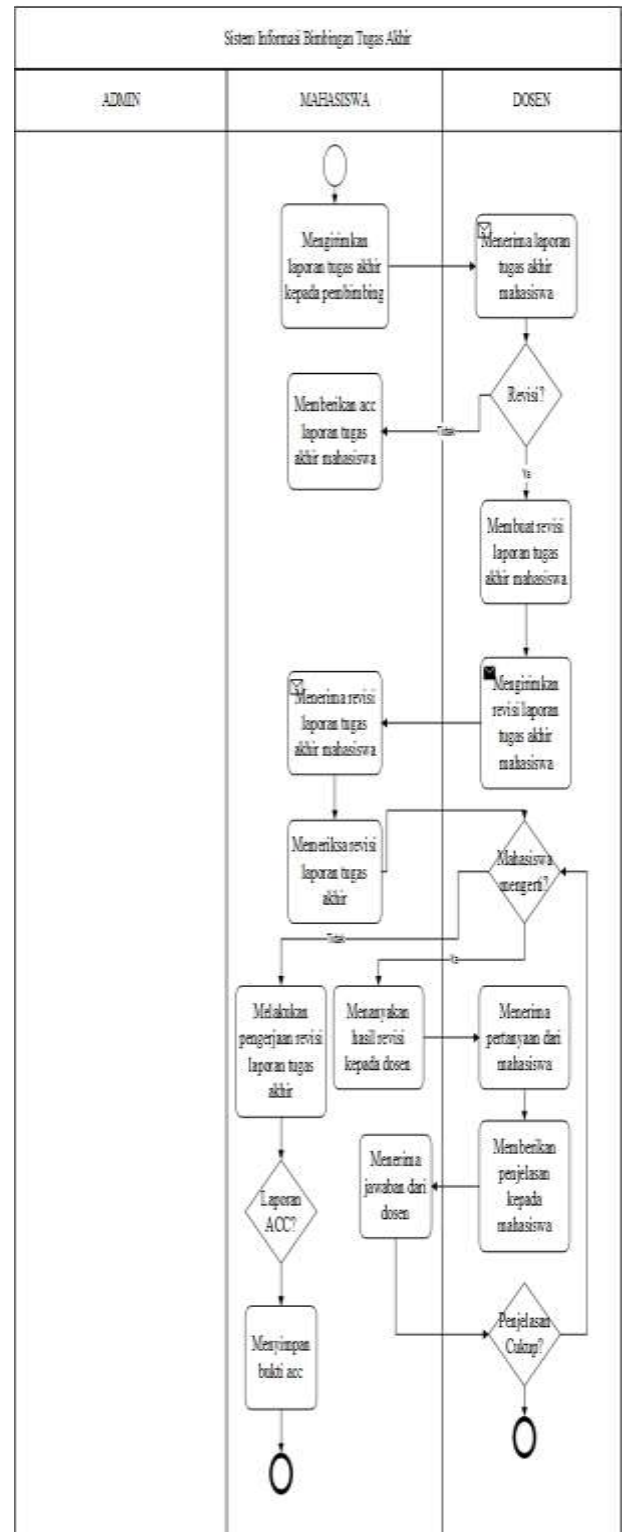 Sistem Informasi Bimbingan Tugas Akhir
ADMIN
MAHASISWA
DOSEN
Mengirimkan
laporan tugas akhir
kepada pembimbing
Menerima laporan
tugas akhir
mahasiswa
Revisi?
Tidak
Memberikan acc
laporan tugas
akhir mahasiswa
Ya
Membuat revisi
laporan tugas
akhir mahasiswa
Mengirimkan
revisi laporan
tugas akhir
mahasiswa
Menerima revisi
laporan tugas
akhir mahasiswa
Memeriksa revisi
laporan tugas
akhir
Mahasiswa
mengerti?
Tidak
Ya
Melakukan
pengerjaan revisi
laporan tugas
akhir
Menanyakan
hasil revisi
kepada dosen
Menerima
pertanyaan dari
mahasiswa
Memberikan
penjelasan
kepada
mahasiswa
Menerima
jawaban dari
dosen
Laporan
ACC?
Penjelasan
Cukup?
Menyimpan
bukti acc